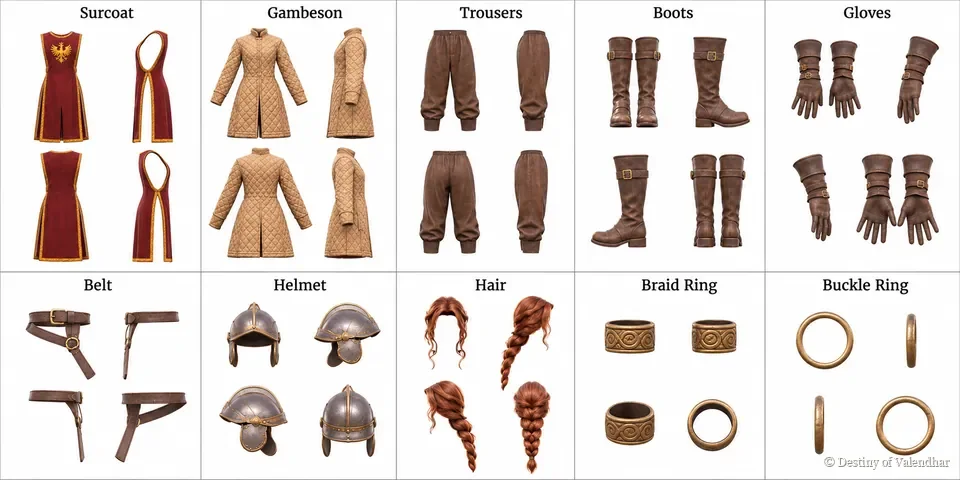 Surcoat
Gambeson
Trousers
Boots
Gloves
Belt
Helmet
Hair
Braid Ring
Buckle Ring
© Destiny of Valendhar